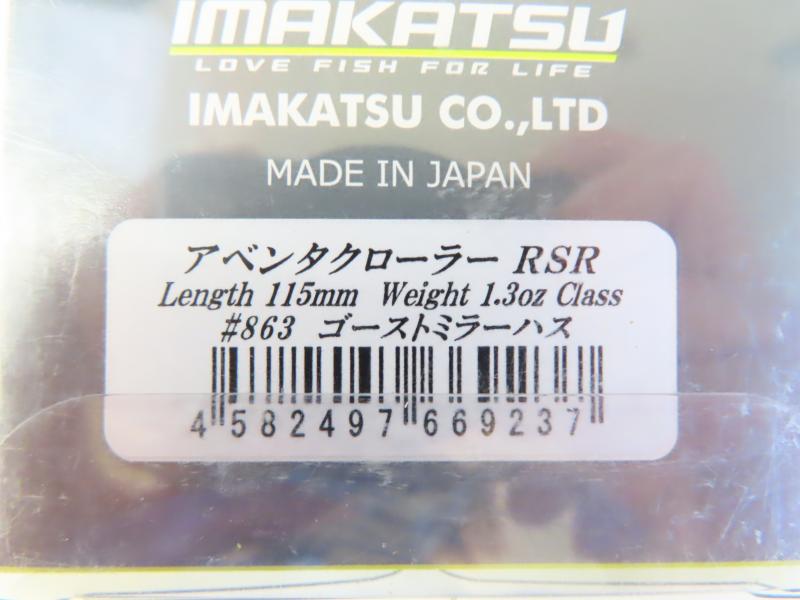 IMAKATSU
LOVE FISH FOR LIFE
IMAKATSU CO.,LTD
MADE IN JAPAN
アベンタクローラー RSR
Length 115mm Weight 1.3oz Class
#863 ゴーストミラーハス
4 582497 669237